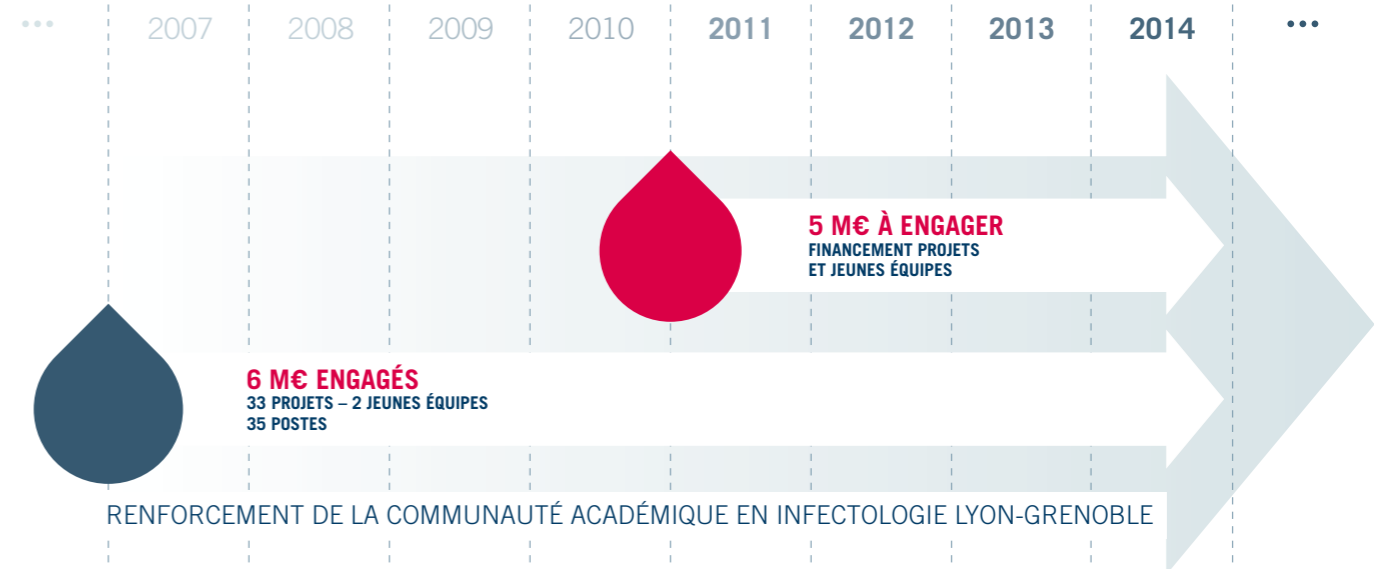 ... 2007 2008 2009 2010 2011 2012 2013 2014 ...
5 M€ À ENGAGER
FINANCEMENT PROJETS
ET JEUNES ÉQUIPES
6 M€ ENGAGÉS
33 PROJETS – 2 JEUNES ÉQUIPES
35 POSTES
RENFORCEMENT DE LA COMMUNAUTÉ ACADÉMIQUE EN INFECTOLOGIE LYON-GRENOBLE